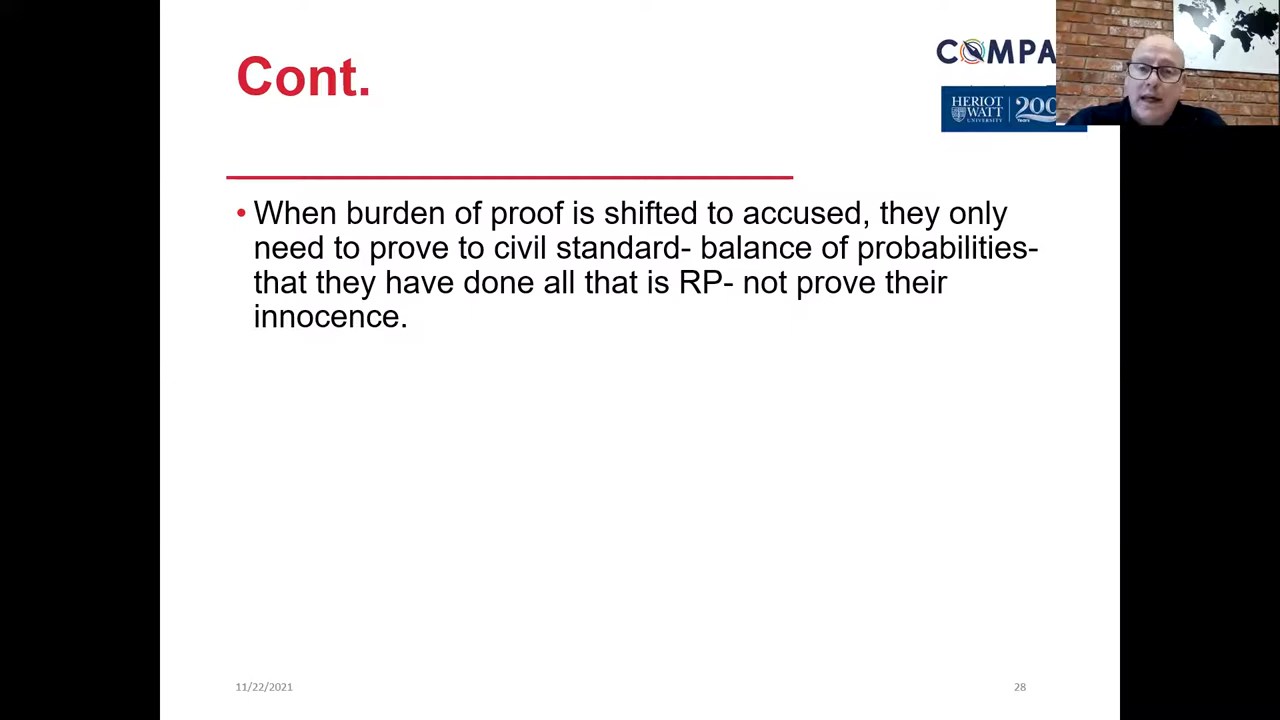 Cont.
COMPA
HERIOT
WATT
UNIVERSITY
200
Years
• When burden of proof is shifted to accused, they only
need to prove to civil standard- balance of probabilities-
that they have done all that is RP- not prove their
innocence.
11/22/2021
28